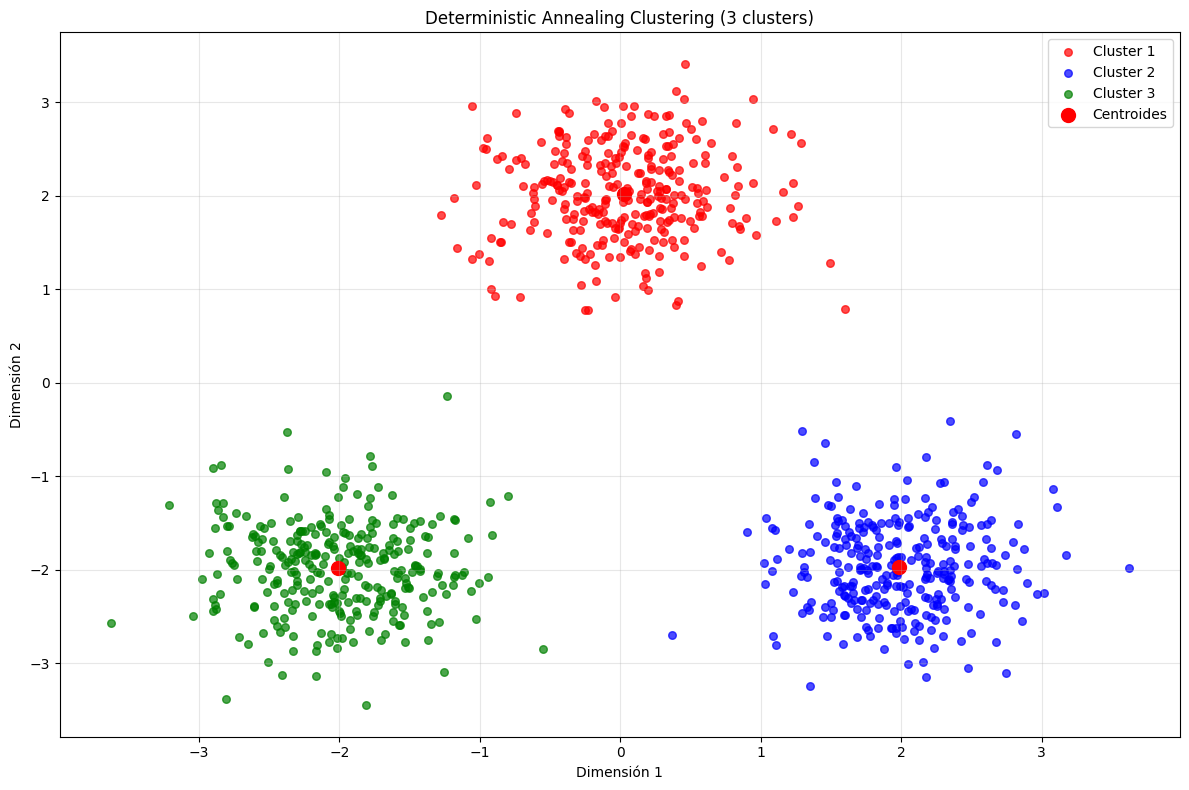 Deterministic Annealing Clustering (3 clusters)
Cluster 1
Cluster 2
Cluster 3
Centroides
Dimensión 2
3
2
1
0
−1
−2
−3
−3
−2
−1
0
1
2
3
Dimensión 1